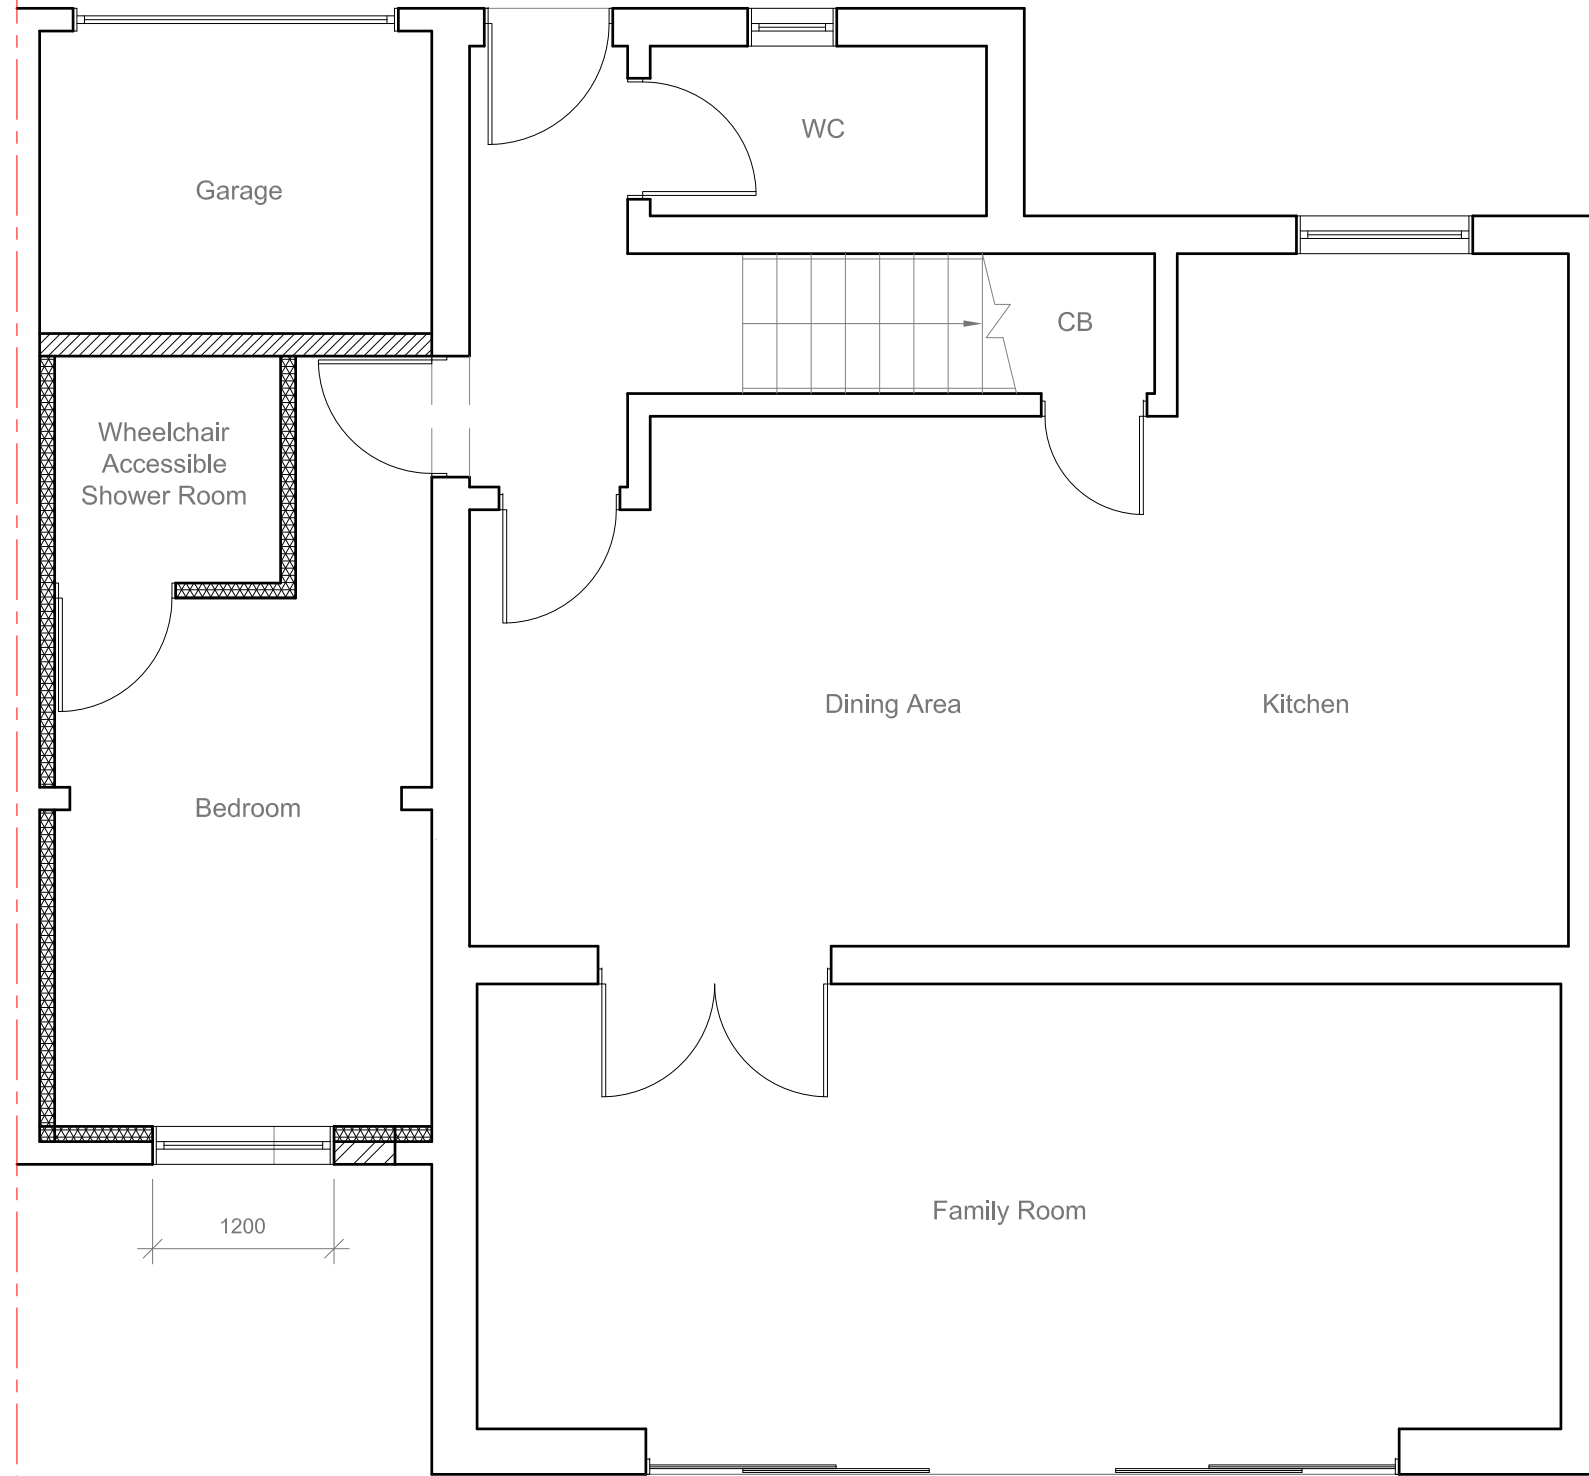 WC
Garage
CB
Wheelchair
Accessible
Shower Room
Dining Area
Kitchen
Bedroom
Family Room
1200